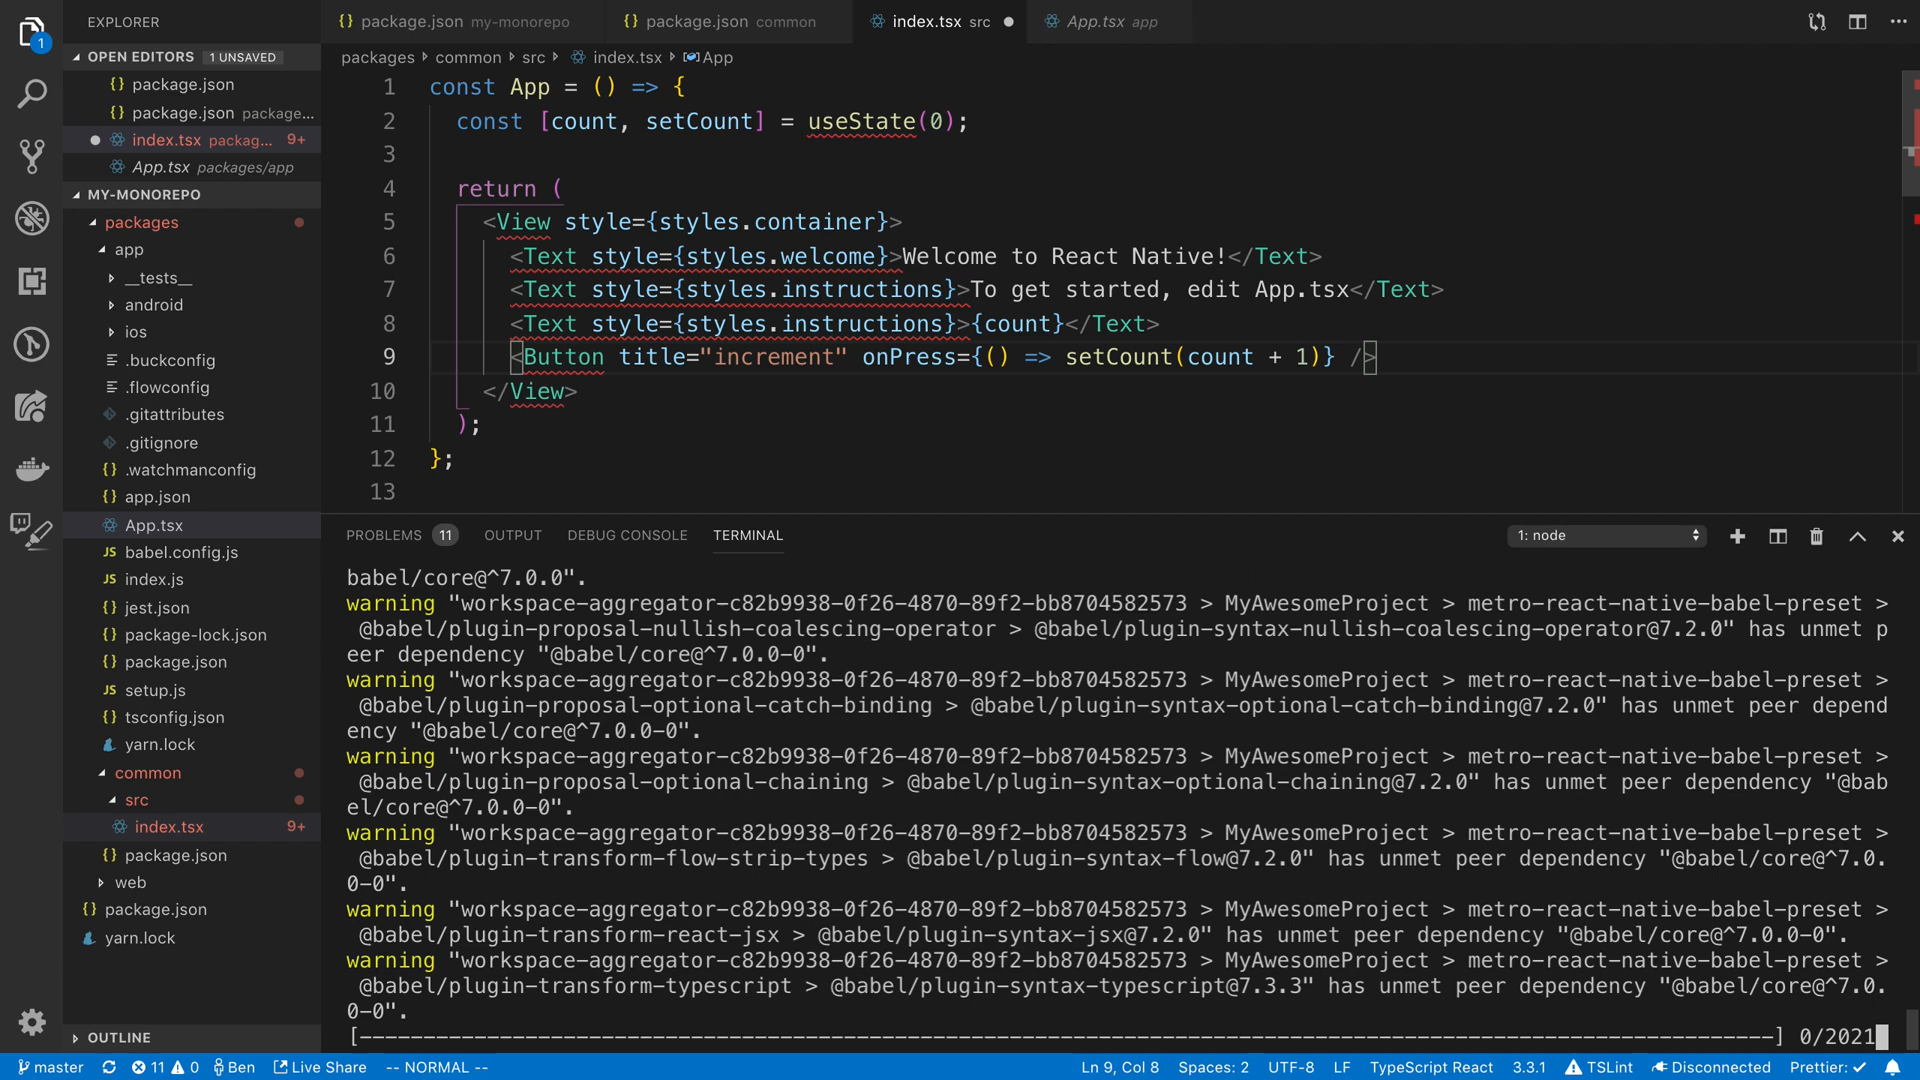 EXPLORER
1
OPEN EDITORS 1 UNSAVED
{} package.json
{} package.json package...
index.tsx packag... 9+
App.tsx packages/app
MY-MONOREPO
packages
app
__tests__
android
ios
.buckconfig
.flowconfig
.gitattributes
.gitignore
{} .watchmanconfig
{} app.json
App.tsx
JS babel.config.js
JS index.js
{} jest.json
{} package-lock.json
{} package.json
JS setup.js
{} tsconfig.json
yarn.lock
common
src
index.tsx 9+
{} package.json
web
{} package.json
yarn.lock
OUTLINE
{} package.json my-monorepo
{} package.json common
index.tsx src
App.tsx app
packages common src index.tsx App
1 const App = () => {
2 const [count, setCount] = useState(0);
3
4 return (
5 <View style={styles.container}>
6 <Text style={styles.welcome}>Welcome to React Native!</Text>
7 <Text style={styles.instructions}>To get started, edit App.tsx</Text>
8 <Text style={styles.instructions}>{count}</Text>
9 <Button title="increment" onPress={() => setCount(count + 1)} />
10 </View>
11 );
12 };
13
PROBLEMS 11 OUTPUT DEBUG CONSOLE TERMINAL 1: node
babel/core@^7.0.0".
warning "workspace-aggregator-c82b9938-0f26-4870-89f2-bb8704582573 > MyAwesomeProject > metro-react-native-babel-preset >
@babel/plugin-proposal-nullish-coalescing-operator > @babel/plugin-syntax-nullish-coalescing-operator@7.2.0" has unmet p
eer dependency "@babel/core@^7.0.0-0".
warning "workspace-aggregator-c82b9938-0f26-4870-89f2-bb8704582573 > MyAwesomeProject > metro-react-native-babel-preset >
@babel/plugin-proposal-optional-catch-binding > @babel/plugin-syntax-optional-catch-binding@7.2.0" has unmet peer depend
ency "@babel/core@^7.0.0-0".
warning "workspace-aggregator-c82b9938-0f26-4870-89f2-bb8704582573 > MyAwesomeProject > metro-react-native-babel-preset >
@babel/plugin-proposal-optional-chaining > @babel/plugin-syntax-optional-chaining@7.2.0" has unmet peer dependency "@bab
el/core@^7.0.0-0".
warning "workspace-aggregator-c82b9938-0f26-4870-89f2-bb8704582573 > MyAwesomeProject > metro-react-native-babel-preset >
@babel/plugin-transform-flow-strip-types > @babel/plugin-syntax-flow@7.2.0" has unmet peer dependency "@babel/core@^7.0.
0-0".
warning "workspace-aggregator-c82b9938-0f26-4870-89f2-bb8704582573 > MyAwesomeProject > metro-react-native-babel-preset >
@babel/plugin-transform-react-jsx > @babel/plugin-syntax-jsx@7.2.0" has unmet peer dependency "@babel/core@^7.0.0-0".
warning "workspace-aggregator-c82b9938-0f26-4870-89f2-bb8704582573 > MyAwesomeProject > metro-react-native-babel-preset >
@babel/plugin-transform-typescript > @babel/plugin-syntax-typescript@7.3.3" has unmet peer dependency "@babel/core@^7.0.
0-0".
[---------------------------------------------------------------------------------------------------------------] 0/2021
master 11 0 Ben Live Share -- NORMAL -- Ln 9, Col 8 Spaces: 2 UTF-8 LF TypeScript React 3.3.1 TSLint Disconnected Prettier: ✓